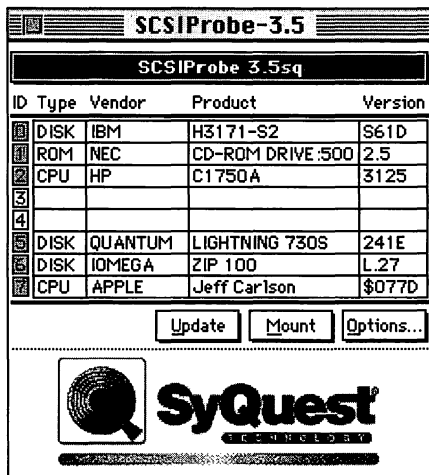 SCSIProbe-3.5
SCSIProbe 3.5sq
ID Type Vendor Product Version
0 DISK IBM H3171-S2 S61D
1 ROM NEC CD-ROM DRIVE:500 2.5
2 CPU HP C1750A 3125
3
4
5 DISK QUANTUM LIGHTNING 730S 241E
6 DISK IOMEGA ZIP 100 L.27
7 CPU APPLE Jeff Carlson $077D
Update Mount Options...
SyQuest
TECHNOLOGY